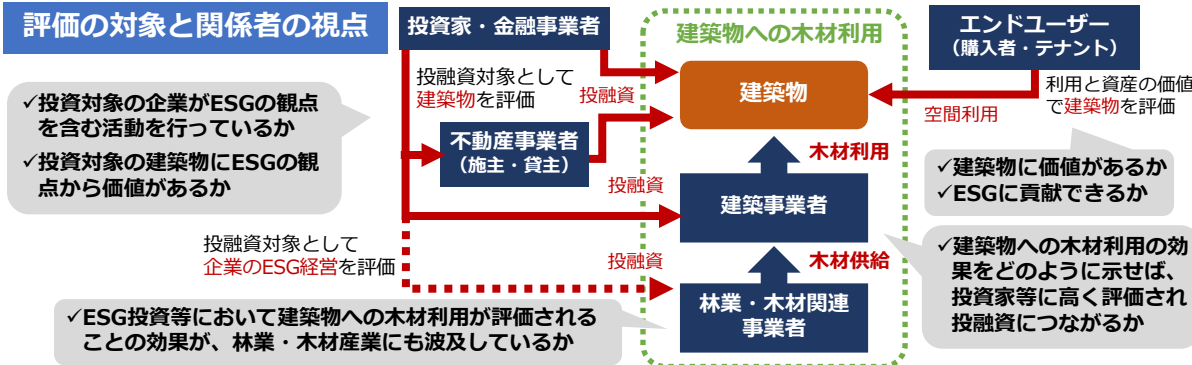 評価の対象と関係者の視点
投資家・金融事業者
建築物への木材利用
エンドユーザー
（購入者・テナント）
投融資対象として
建築物を評価
投融資
建築物
利用と資産の価値
で建築物を評価
空間利用
✓投資対象の企業がESGの観点
を含む活動を行っているか
✓投資対象の建築物にESGの観
点から価値があるか
不動産事業者
（施主・貸主）
木材利用
✓建築物に価値があるか
✓ESGに貢献できるか
投融資
建築事業者
投融資対象として
企業のESG経営を評価
投融資
木材供給
✓建築物への木材利用の効
果をどのように示せば、
投資家等に高く評価され
投融資につながるか
林業・木材関連
事業者
✓ESG投資等において建築物への木材利用が評価される
ことの効果が、林業・木材産業にも波及しているか